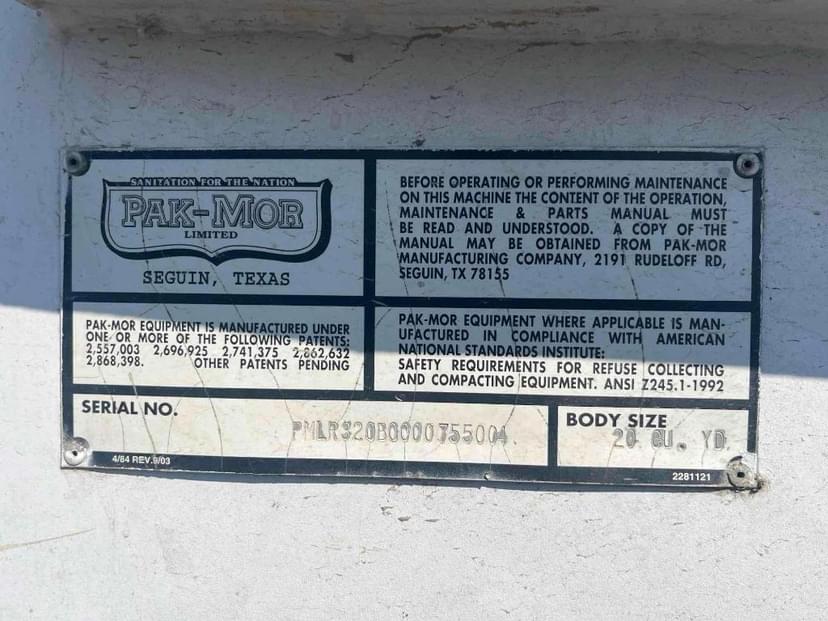 SANITATION FOR THE NATION
PAK-MOR
LIMITED
SEGUIN, TEXAS
BEFORE OPERATING OR PERFORMING MAINTENANCE
ON THIS MACHINE THE CONTENT OF THE OPERATION,
MAINTENANCE & PARTS MANUAL MUST
BE READ AND UNDERSTOOD. A COPY OF THE
MANUAL MAY BE OBTAINED FROM PAK-MOR
MANUFACTURING COMPANY, 2191 RUDELOFF RD,
SEGUIN, TX 78155
PAK-MOR EQUIPMENT IS MANUFACTURED UNDER
ONE OR MORE OF THE FOLLOWING PATENTS:
2,557,003 2,696,925 2,741,375 2,862,632
2,868,398. OTHER PATENTS PENDING
PAK-MOR EQUIPMENT WHERE APPLICABLE IS MAN-
UFACTURED IN COMPLIANCE WITH AMERICAN
NATIONAL STANDARDS INSTITUTE:
SAFETY REQUIREMENTS FOR REFUSE COLLECTING
AND COMPACTING EQUIPMENT. ANSI Z245.1-1992
SERIAL NO.
PMLRS20B0000755004
BODY SIZE
20 CU. YD.
4/84 REV.9/03
2281121